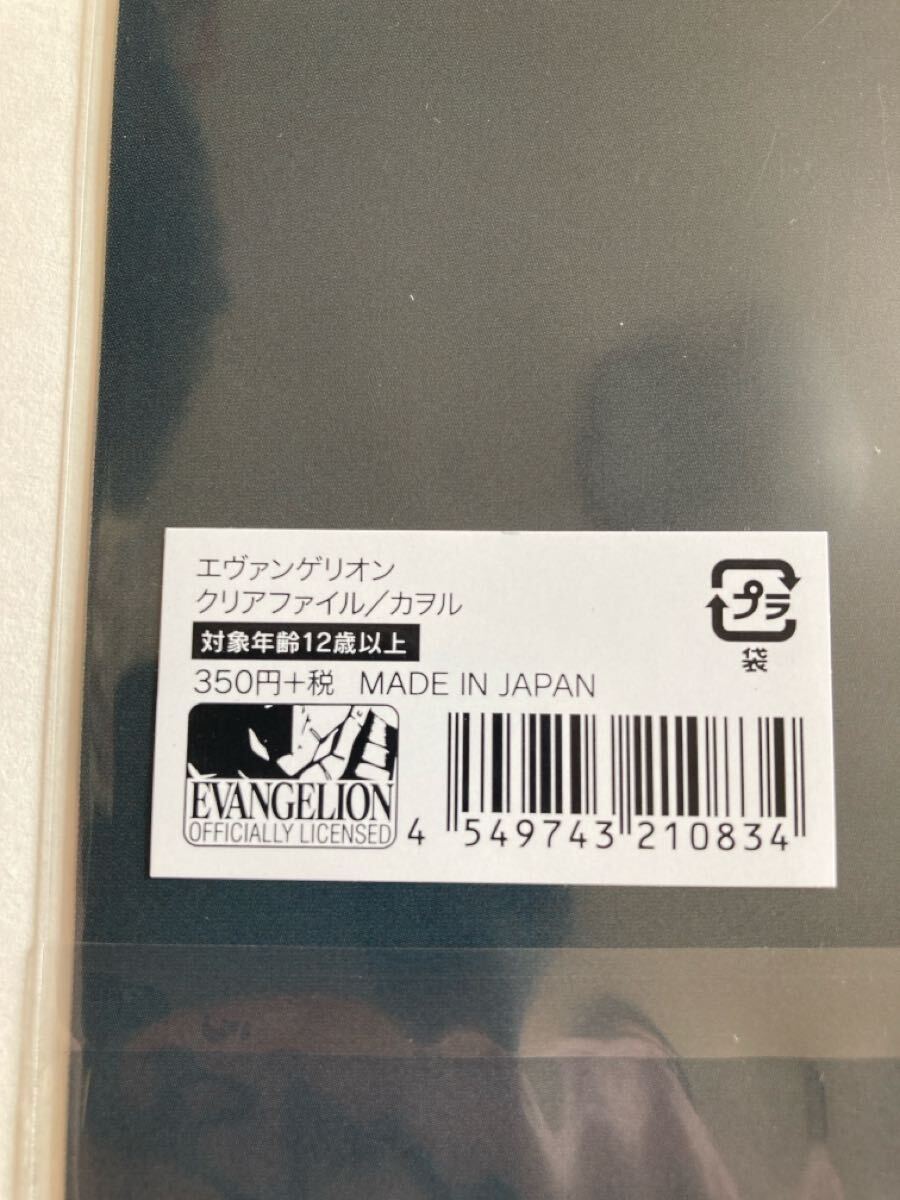 エヴァンゲリオン
クリアファイル/カヲル
対象年齢12歳以上
350円+税 MADE IN JAPAN
プラ
袋
EVANGELION
OFFICIALLY LICENSED
4 549743 210834